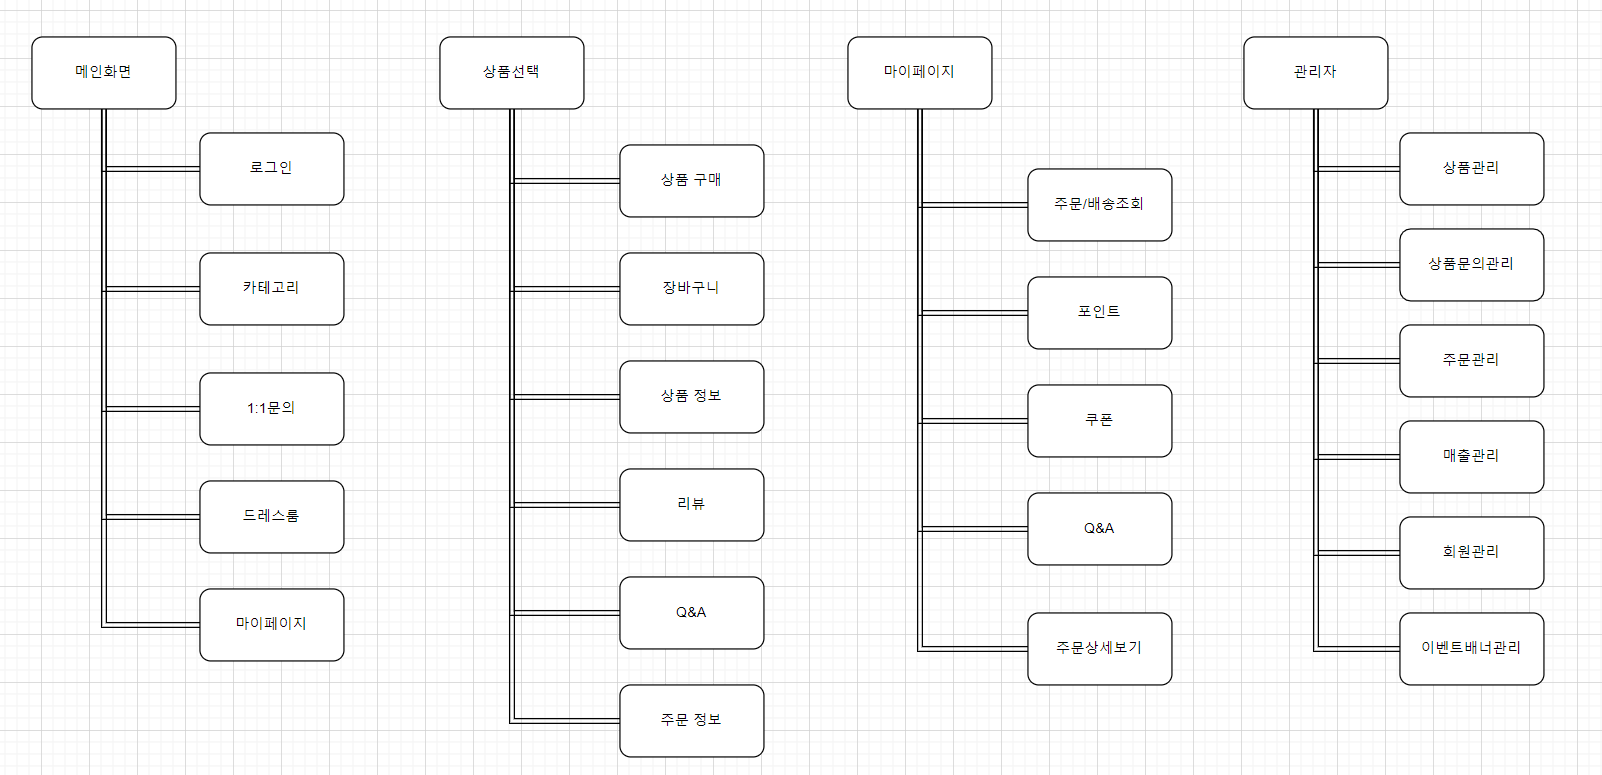 메인화면
로그인
카테고리
1:1문의
드레스룸
마이페이지
상품선택
상품 구매
장바구니
상품 정보
리뷰
Q&A
주문 정보
마이페이지
주문/배송조회
포인트
쿠폰
Q&A
주문상세보기
관리자
상품관리
상품문의관리
주문관리
매출관리
회원관리
이벤트배너관리